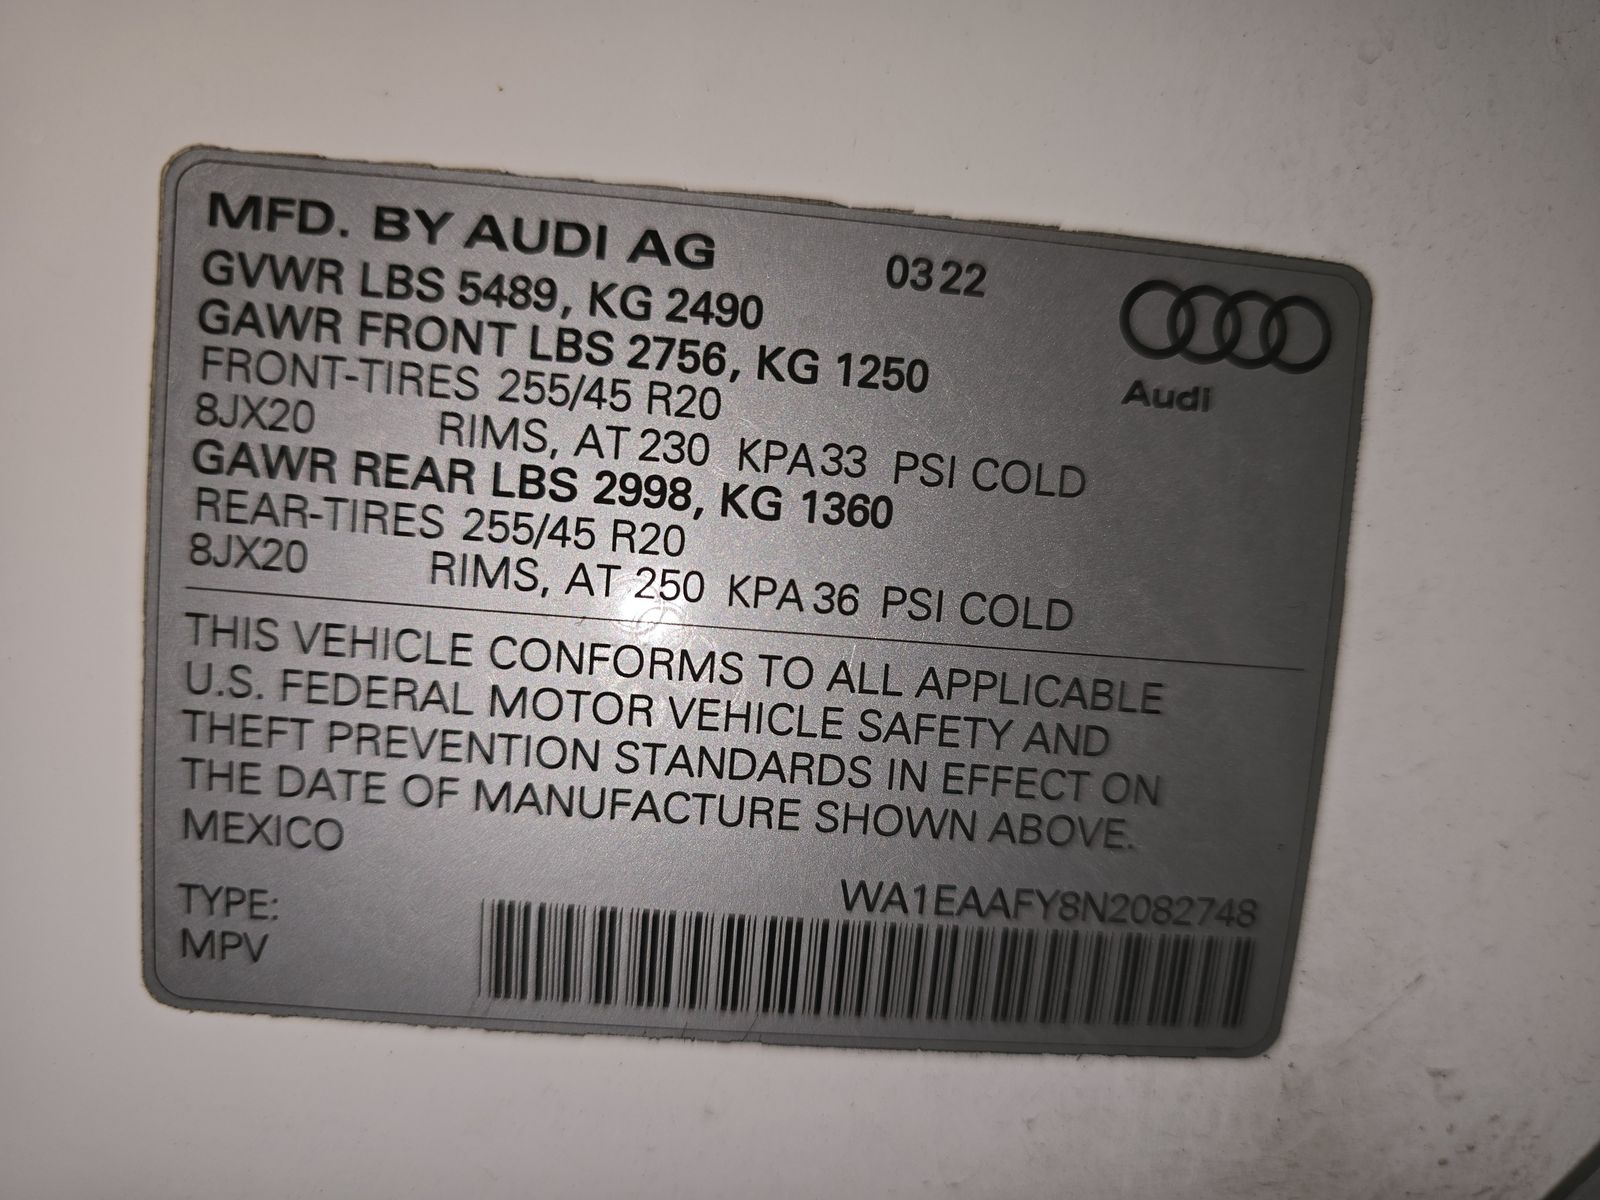 MFD. BY AUDI AG 03 22
GVWR LBS 5489, KG 2490
GAWR FRONT LBS 2756, KG 1250
FRONT-TIRES 255/45 R20
8JX20 RIMS, AT 230 KPA 33 PSI COLD
GAWR REAR LBS 2998, KG 1360
REAR-TIRES 255/45 R20
8JX20 RIMS, AT 250 KPA 36 PSI COLD
Audi
THIS VEHICLE CONFORMS TO ALL APPLICABLE
U.S. FEDERAL MOTOR VEHICLE SAFETY AND
THEFT PREVENTION STANDARDS IN EFFECT ON
THE DATE OF MANUFACTURE SHOWN ABOVE.
MEXICO
WA1EAAFY8N2082748
TYPE:
MPV